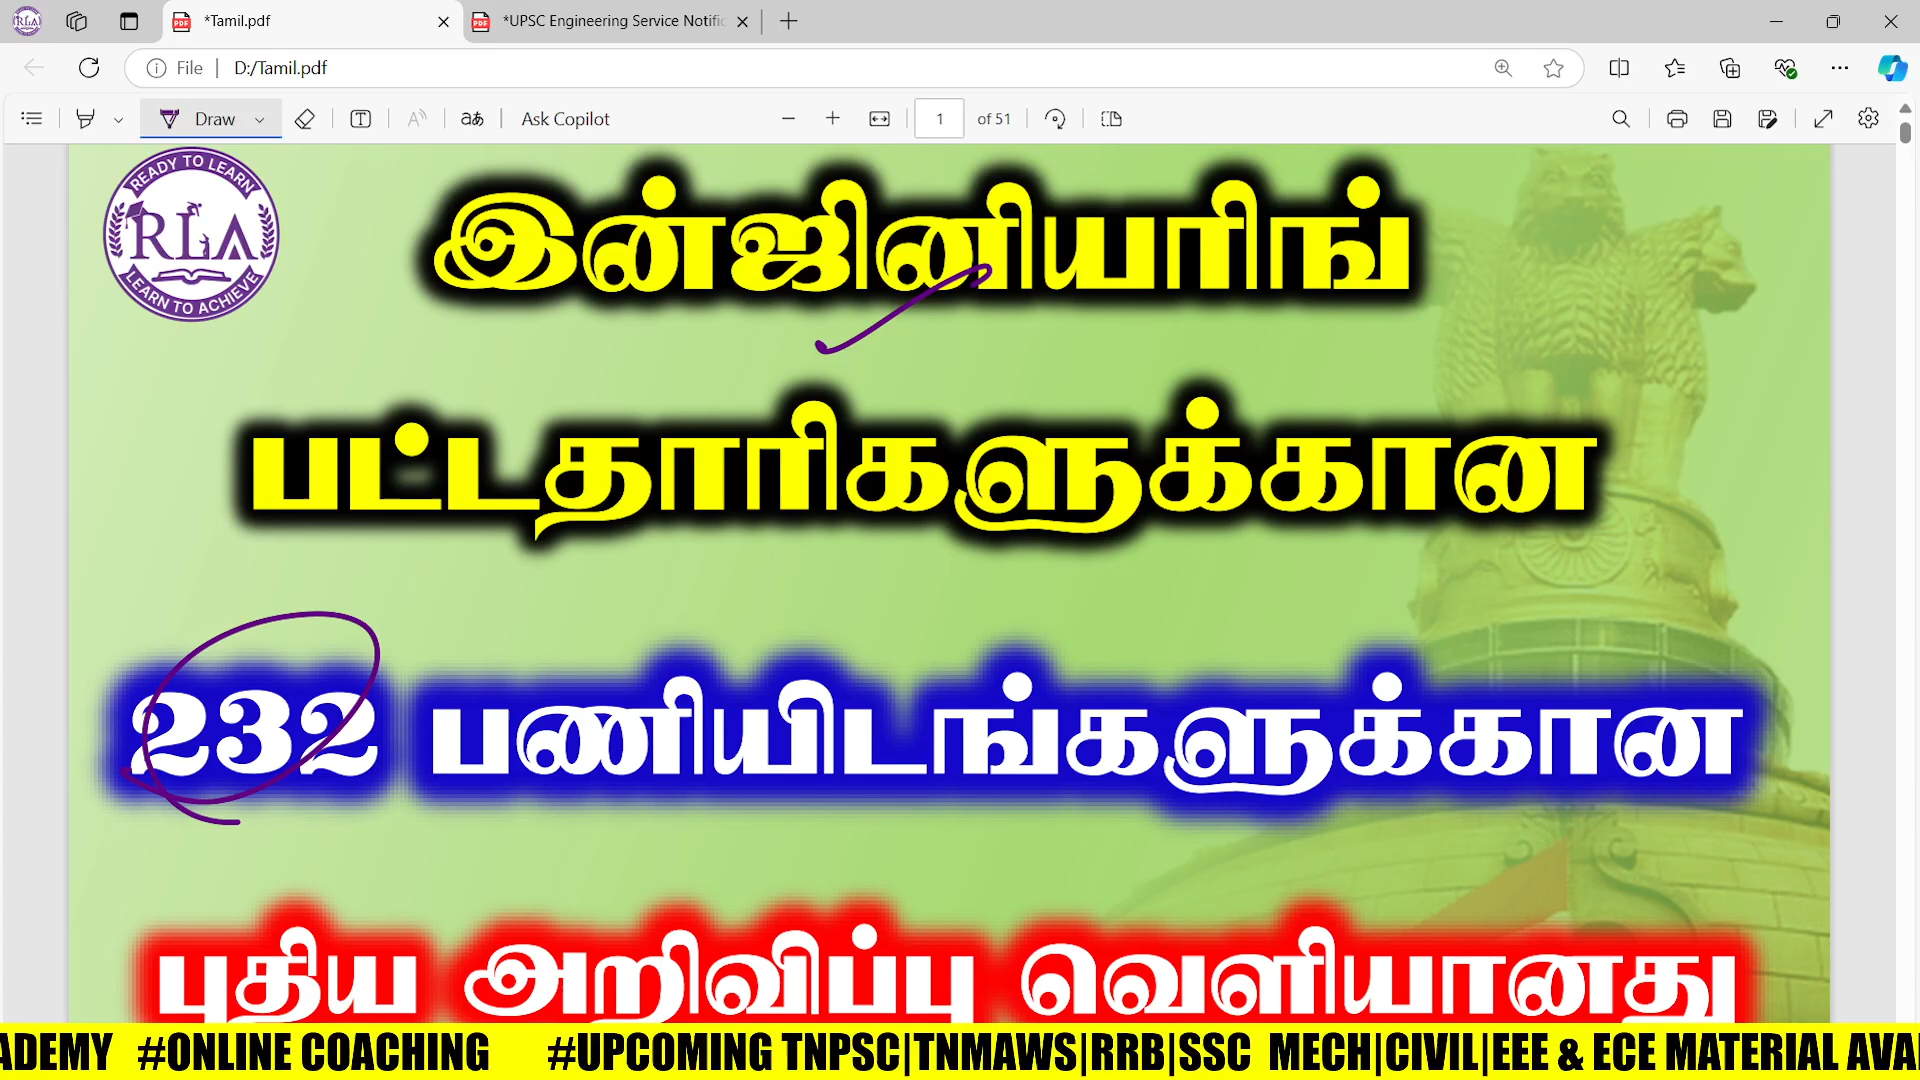 *Tamil.pdf
*UPSC Engineering Service Notific
File
D:/Tamil.pdf
Draw
aあ
Ask Copilot
1 of 51
READY TO LEARN
RLA
LEARN TO ACHIEVE
இன்ஜினியரிங்
பட்டதாரிகளுக்கான
232 பணியிடங்களுக்கான
புதிய அறிவிப்பு வெளியானது
ADEMY #ONLINE COACHING #UPCOMING TNPSC|TNMAWS|RRB|SSC MECH|CIVIL|EEE & ECE MATERIAL AVAI